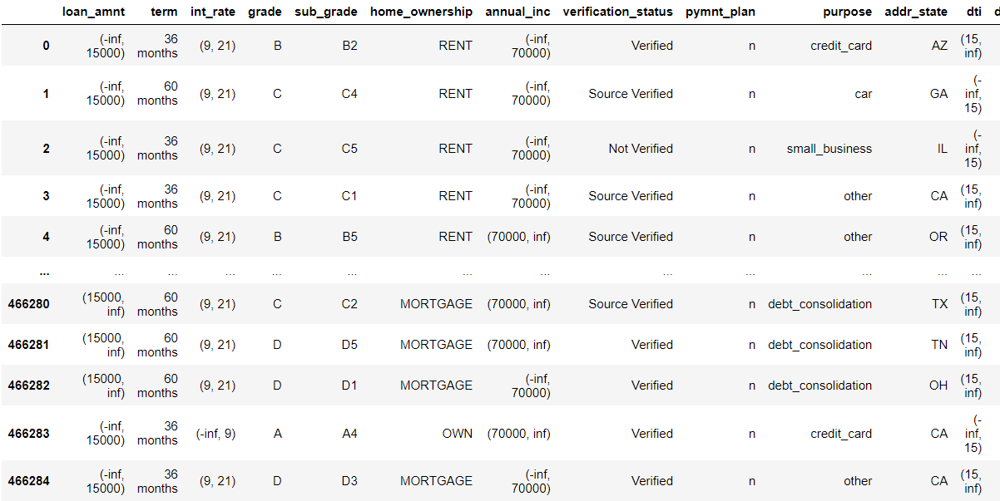 loan_amnt term int_rate grade sub_grade home_ownership annual_inc verification_status pymnt_plan purpose addr_state dti d
0 (-inf, 15000) 36 months (9, 21) B B2 RENT (-inf, 70000) Verified n credit_card AZ (15, inf)
1 (-inf, 15000) 60 months (9, 21) C C4 RENT (-inf, 70000) Source Verified n car GA (-inf, 15)
2 (-inf, 15000) 36 months (9, 21) C C5 RENT (-inf, 70000) Not Verified n small_business IL (-inf, 15)
3 (-inf, 15000) 36 months (9, 21) C C1 RENT (-inf, 70000) Source Verified n other CA (15, inf)
4 (-inf, 15000) 60 months (9, 21) B B5 RENT (70000, inf) Source Verified n other OR (15, inf)
... ... ... ... ... ... ... ... ... ... ... ... ...
466280 (15000, inf) 60 months (9, 21) C C2 MORTGAGE (70000, inf) Source Verified n debt_consolidation TX (15, inf)
466281 (15000, inf) 60 months (9, 21) D D5 MORTGAGE (70000, inf) Verified n debt_consolidation TN (15, inf)
466282 (15000, inf) 60 months (9, 21) D D1 MORTGAGE (-inf, 70000) Verified n debt_consolidation OH (15, inf)
466283 (-inf, 15000) 36 months (-inf, 9) A A4 OWN (70000, inf) Verified n credit_card CA (-inf, 15)
466284 (-inf, 15000) 36 months (9, 21) D D3 MORTGAGE (-inf, 70000) Verified n other CA (15, inf)